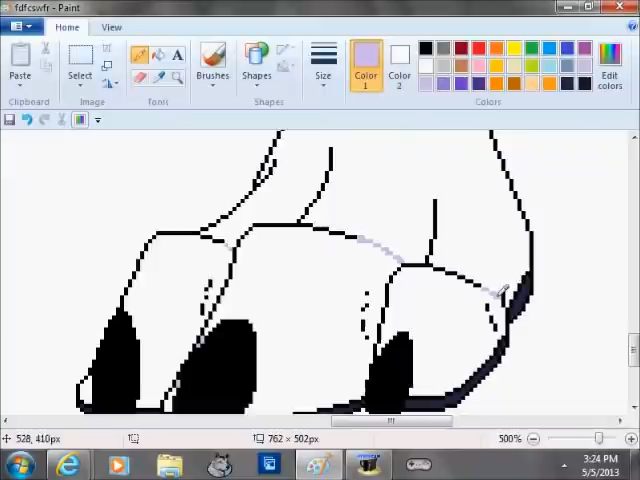 fdfcswfr - Paint
Home View
Paste Select Brushes Shapes Size Color 1 Color 2 Edit colors
Clipboard Image Shapes Colors
528, 410px 762 × 502px 500%
3:24 PM
5/5/2013